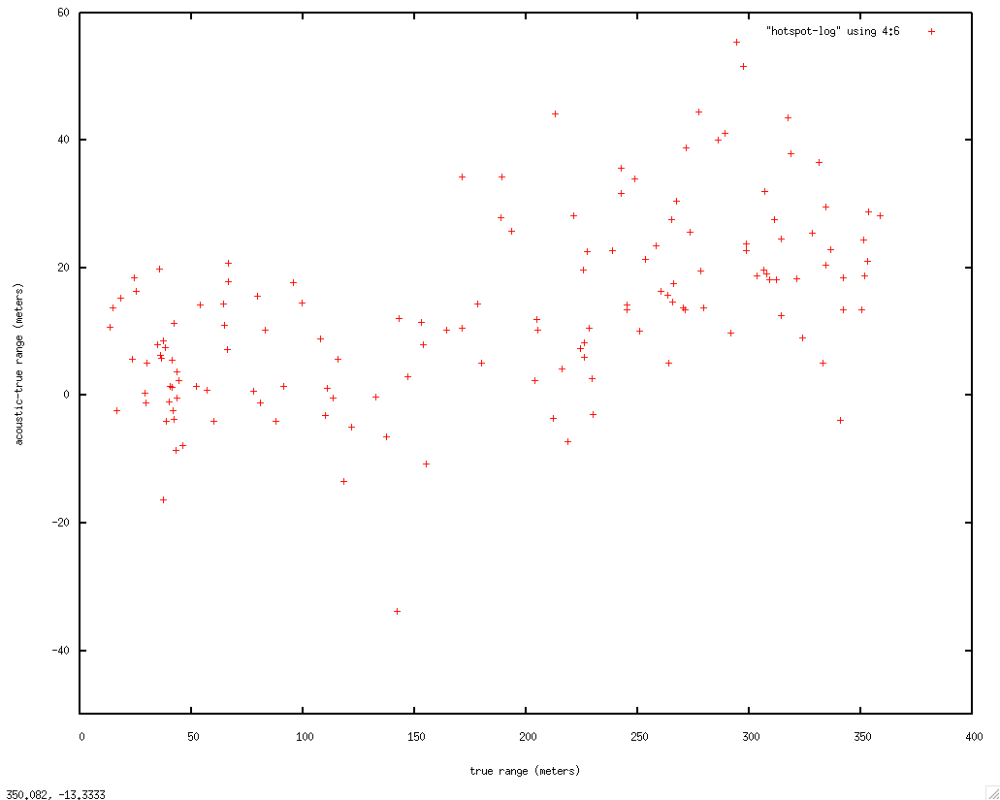 60
"hotspot-log" using 4:6
40
20
0
-20
-40
acoustic-true range (meters)
0 50 100 150 200 250 300 350 400
true range (meters)
350.082, -13.3333